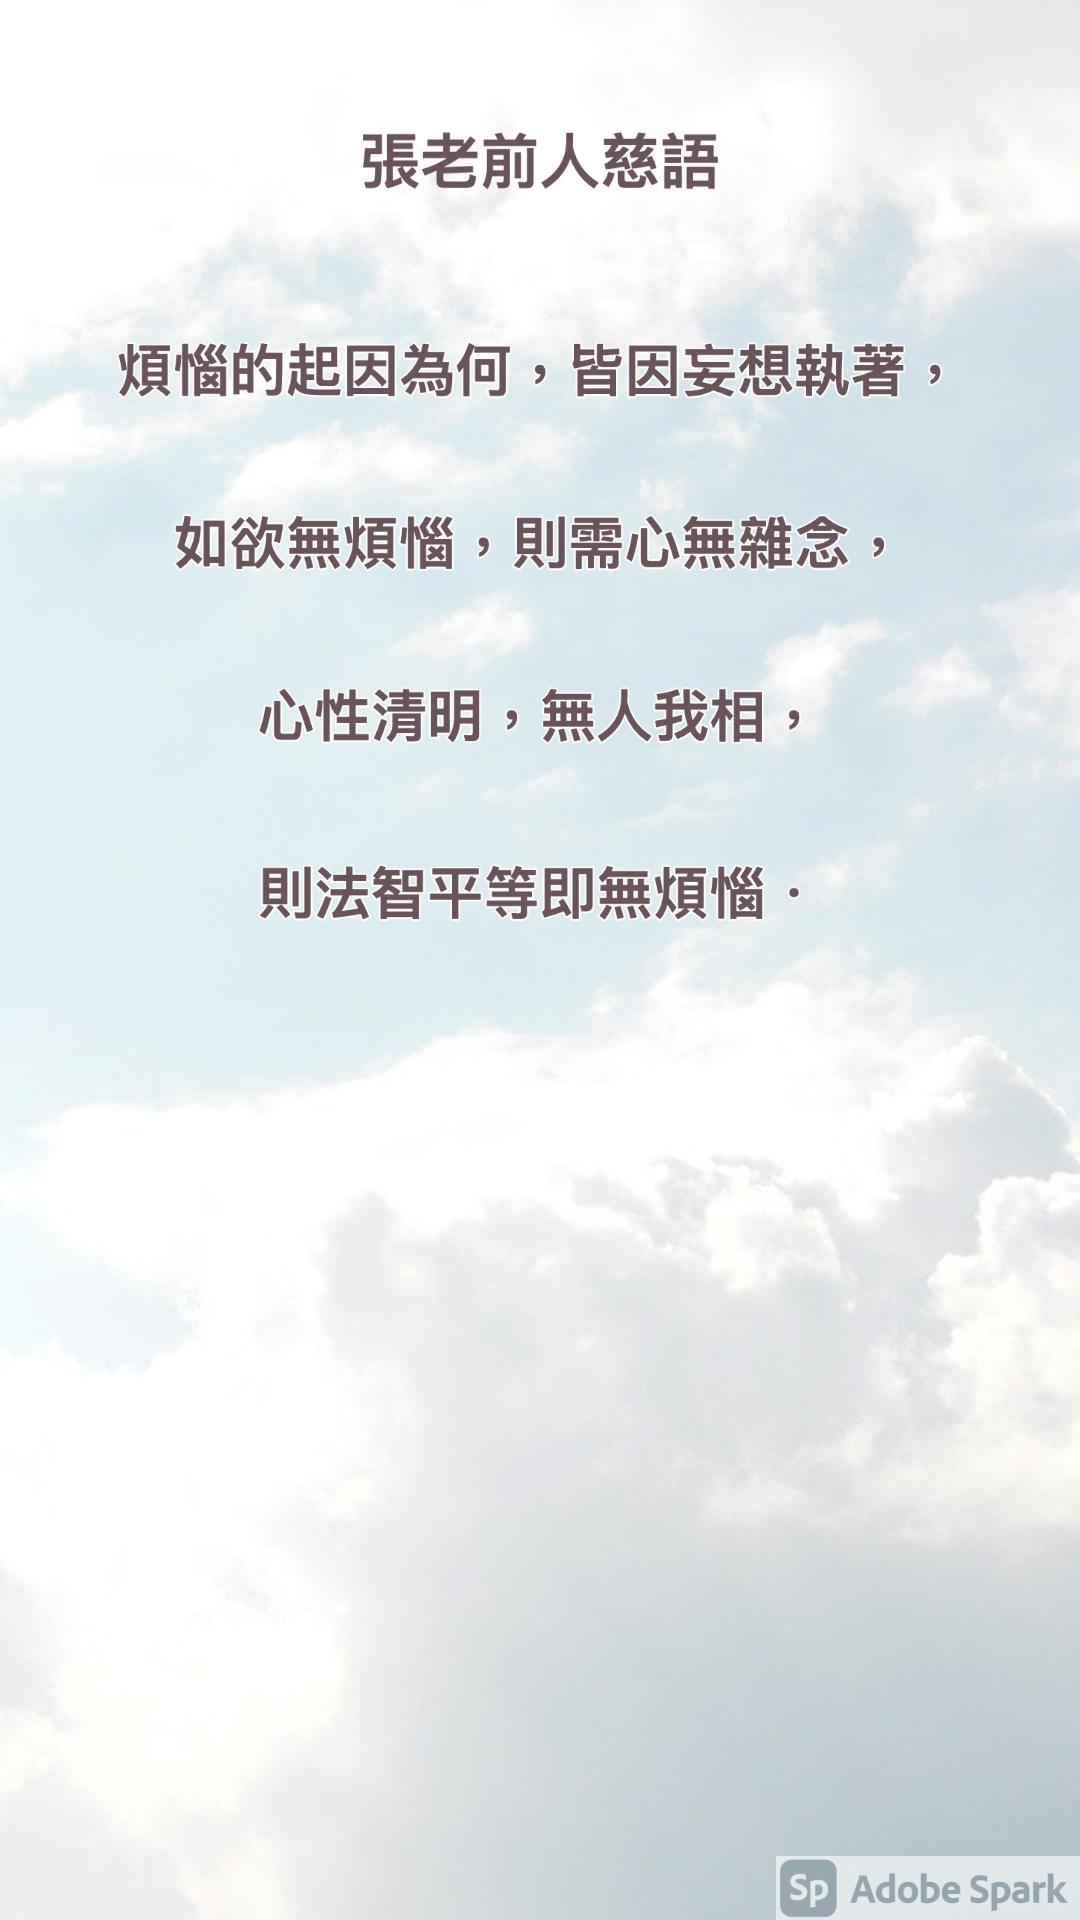 張老前人慈語
煩惱的起因為何，皆因妄想執著，
如欲無煩惱，則需心無雜念，
心性清明，無人我相，
則法智平等即無煩惱．
Sp Adobe Spark